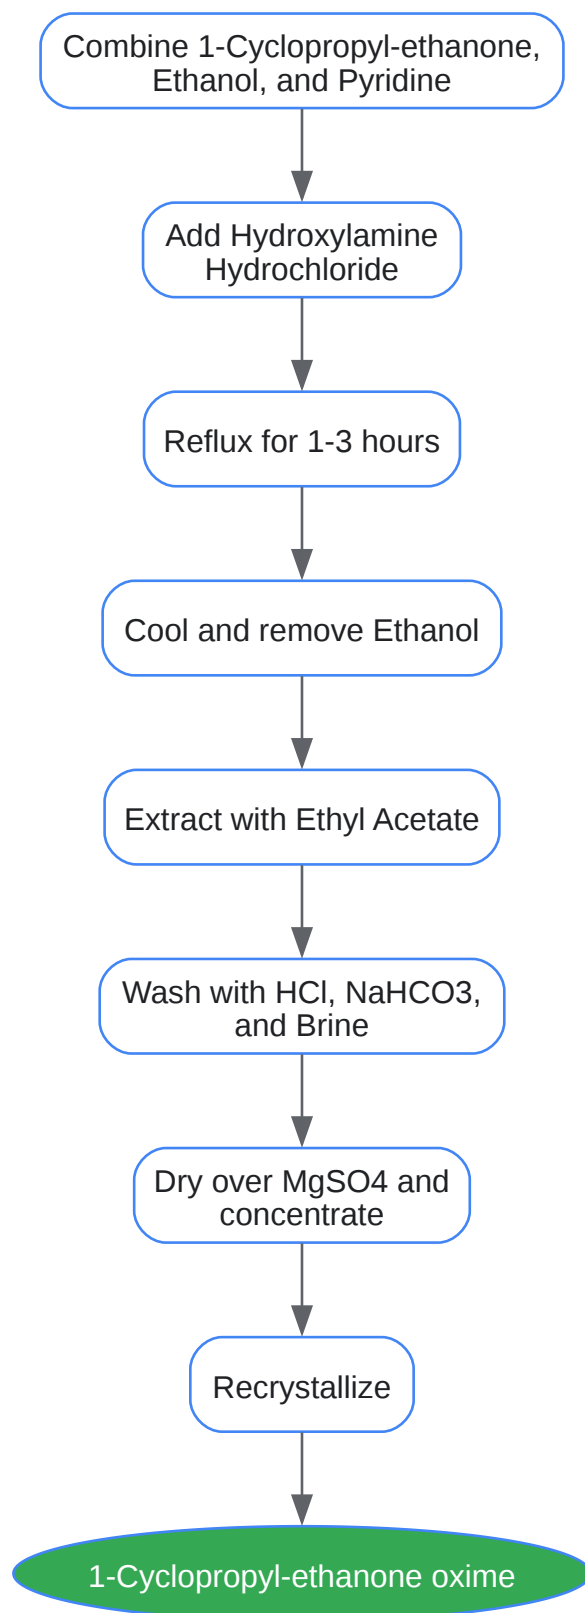 Combine 1-Cyclopropyl-ethanone,
Ethanol, and Pyridine
Add Hydroxylamine
Hydrochloride
Reflux for 1-3 hours
Cool and remove Ethanol
Extract with Ethyl Acetate
Wash with HCl, NaHCO3,
and Brine
Dry over MgSO4 and
concentrate
Recrystallize
1-Cyclopropyl-ethanone oxime